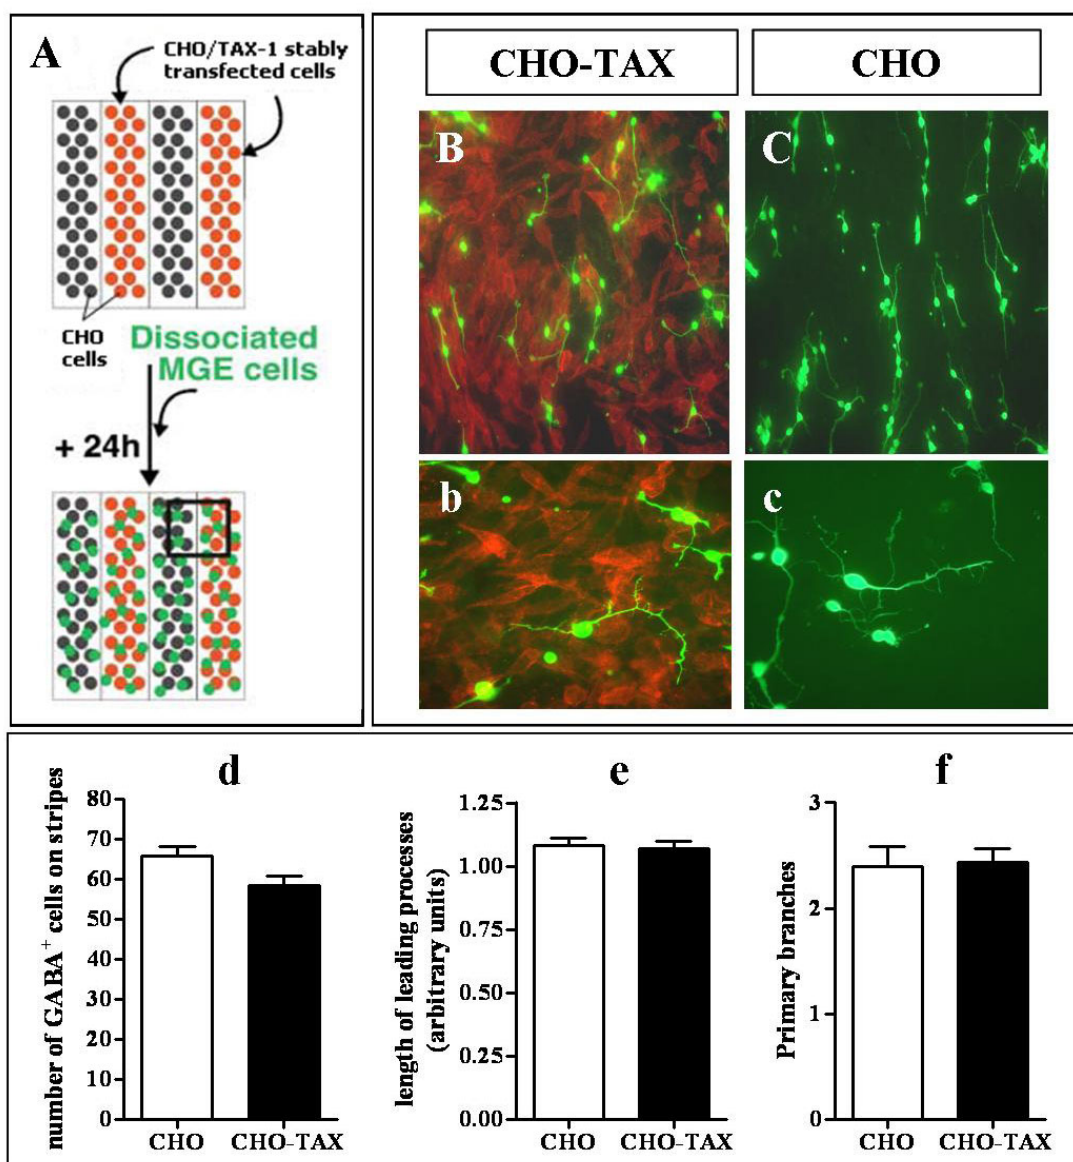 A
CHO/TAX-1 stably
transfected cells
CHO
cells
Dissociated
MGE cells
+ 24h
CHO-TAX
CHO
B
C
b
c
d
number of GABA+ cells on stripes
80
70
60
50
40
30
20
10
0
CHO
CHO-TAX
e
length of leading processes
(arbitrary units)
1.25
1.00
0.75
0.50
0.25
0.00
CHO
CHO-TAX
f
Primary branches
3
2
1
0
CHO
CHO-TAX